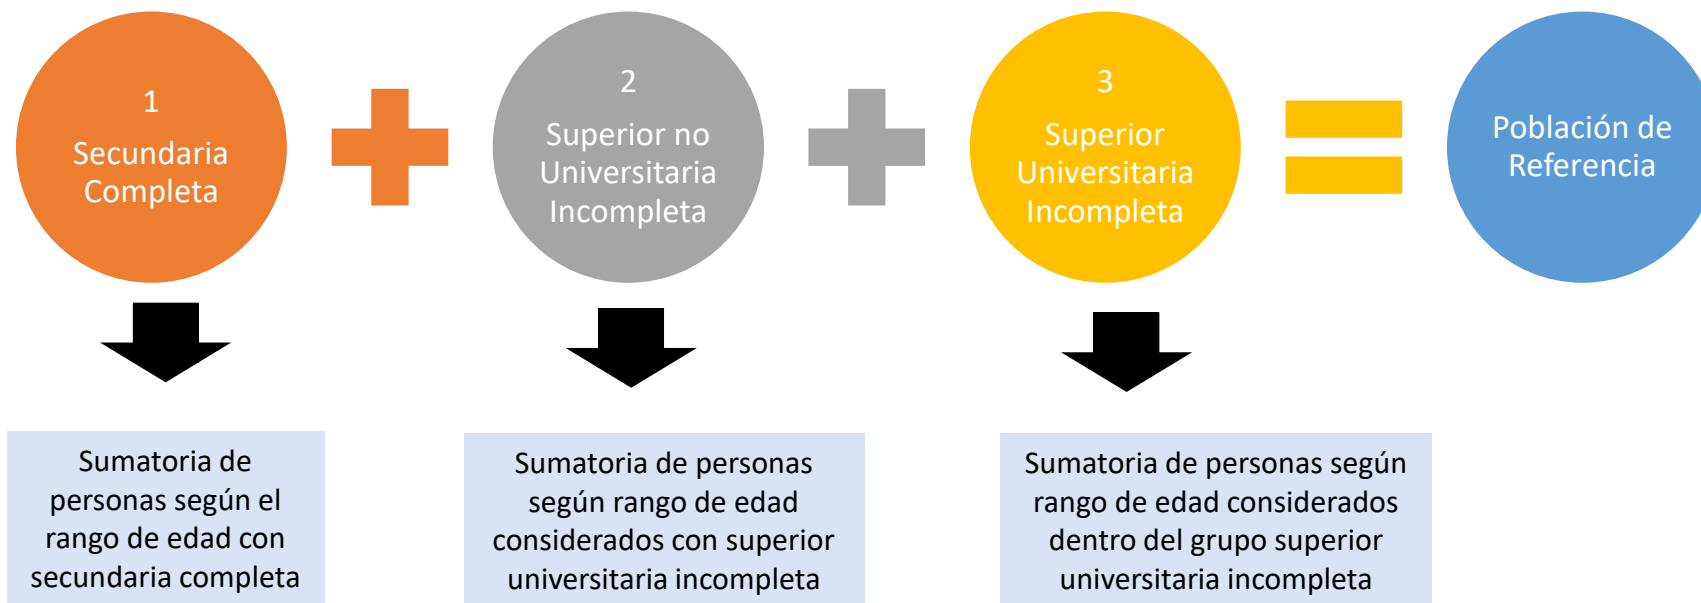 1
Secundaria
Completa
2
Superior no
Universitaria
Incompleta
3
Superior
Universitaria
Incompleta
Población de
Referencia
Sumatoria de
personas según el
rango de edad con
secundaria completa
Sumatoria de personas
según rango de edad
considerados con superior
universitaria incompleta
Sumatoria de personas según
rango de edad considerados
dentro del grupo superior
universitaria incompleta